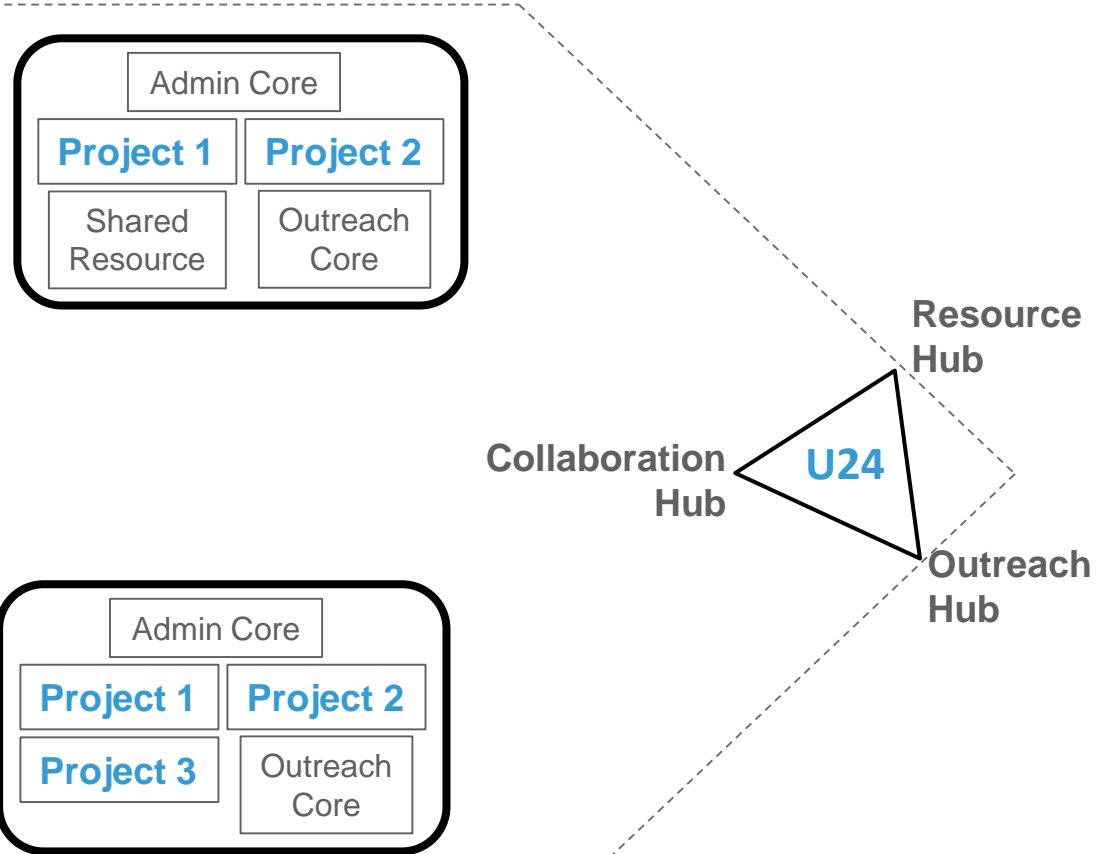 Admin Core
Project 1
Project 2
Shared
Resource
Outreach
Core
Resource
Hub
Collaboration
Hub
U24
Outreach
Hub
Admin Core
Project 1
Project 2
Project 3
Outreach
Core